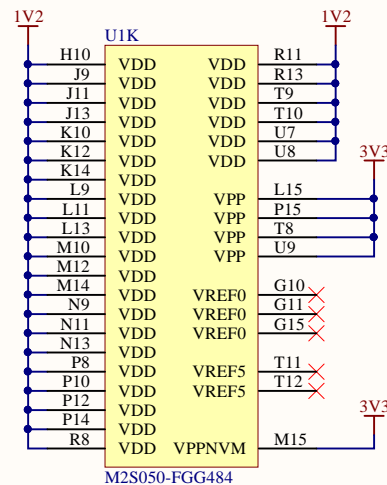 1V2 1V2
U1K
H10 VDD VDD R11
J9 VDD VDD R13
J11 VDD VDD T9
J13 VDD VDD T10
K10 VDD VDD U7
K12 VDD VDD U8
K14 VDD 3V3
L9 VDD VPP L15
L11 VDD VPP P15
L13 VDD VPP T8
M10 VDD VPP U9
M12 VDD
M14 VDD VREF0 G10
N9 VDD VREF0 G11
N11 VDD VREF0 G15
N13 VDD
P8 VDD VREF5 T11
P10 VDD VREF5 T12
P12 VDD 3V3
P14 VDD
R8 VDD VPPNVM M15
M2S050-FGG484